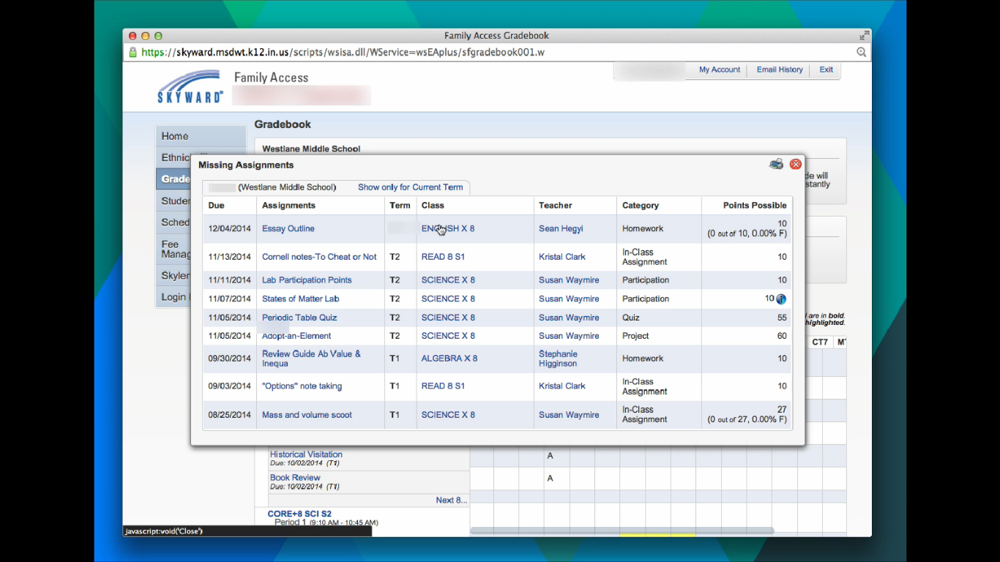 Family Access Gradebook
https://skyward.msdwt.k12.in.us/scripts/wsisa.dll/WService=wsEAplus/sfgradebook001.w
SKYWARD®
Family Access
My Account
Email History
Exit
Gradebook
Home
Westlane Middle School
Ethnic
Missing Assignments
Grade
de will
stantly
(Westlane Middle School)
Show only for Current Term
Studen
Due Assignments Term Class Teacher Category Points Possible
Sched
12/04/2014 Essay Outline ENGLISH X 8 Sean Hegyi Homework 10
(0 out of 10, 0.00% F)
Fee
Manag
11/13/2014 Cornell notes-To Cheat or Not T2 READ 8 S1 Kristal Clark In-Class
Assignment 10
Skyler
11/11/2014 Lab Participation Points T2 SCIENCE X 8 Susan Waymire Participation 10
Login
11/07/2014 States of Matter Lab T2 SCIENCE X 8 Susan Waymire Participation 10
11/05/2014 Periodic Table Quiz T2 SCIENCE X 8 Susan Waymire Quiz 55
d are in bold.
highlighted.
11/05/2014 Adopt-an-Element T2 SCIENCE X 8 Susan Waymire Project 60
CT7
09/30/2014 Review Guide Ab Value &
Inequa T1 ALGEBRA X 8 Stephanie
Higginson Homework 10
09/03/2014 "Options" note taking T1 READ 8 S1 Kristal Clark In-Class
Assignment 10
08/25/2014 Mass and volume scoot T1 SCIENCE X 8 Susan Waymire In-Class
Assignment 27
(0 out of 27, 0.00% F)
Historical Visitation
Due: 10/02/2014 (T1)
A
Book Review
Due: 10/02/2014 (T1)
A
Next 8...
CORE+8 SCI S2
Period 1 (9:10 AM - 10:45 AM)
javascript:void('Close')